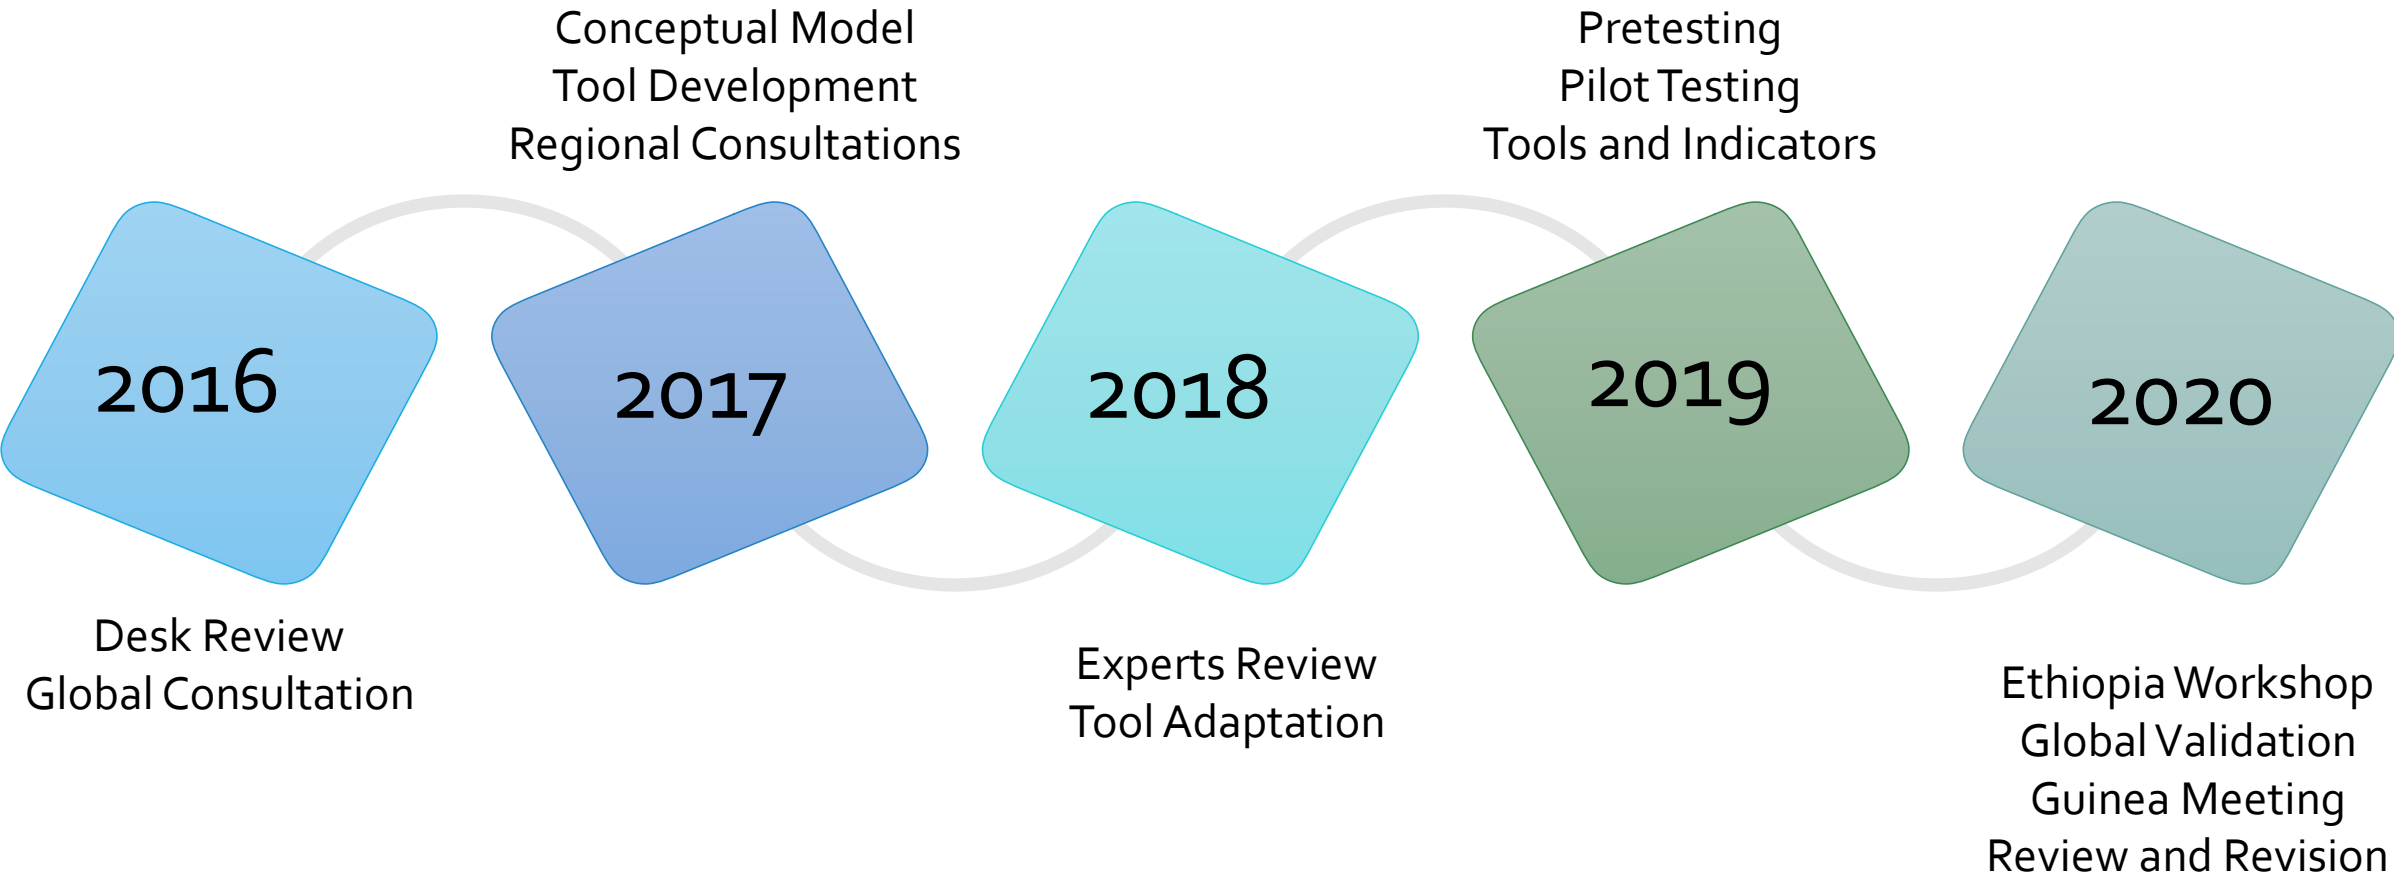 Conceptual Model
Tool Development
Regional Consultations
Pretesting
Pilot Testing
Tools and Indicators
2016
2017
2018
2019
2020
Desk Review
Global Consultation
Experts Review
Tool Adaptation
Ethiopia Workshop
Global Validation
Guinea Meeting
Review and Revision